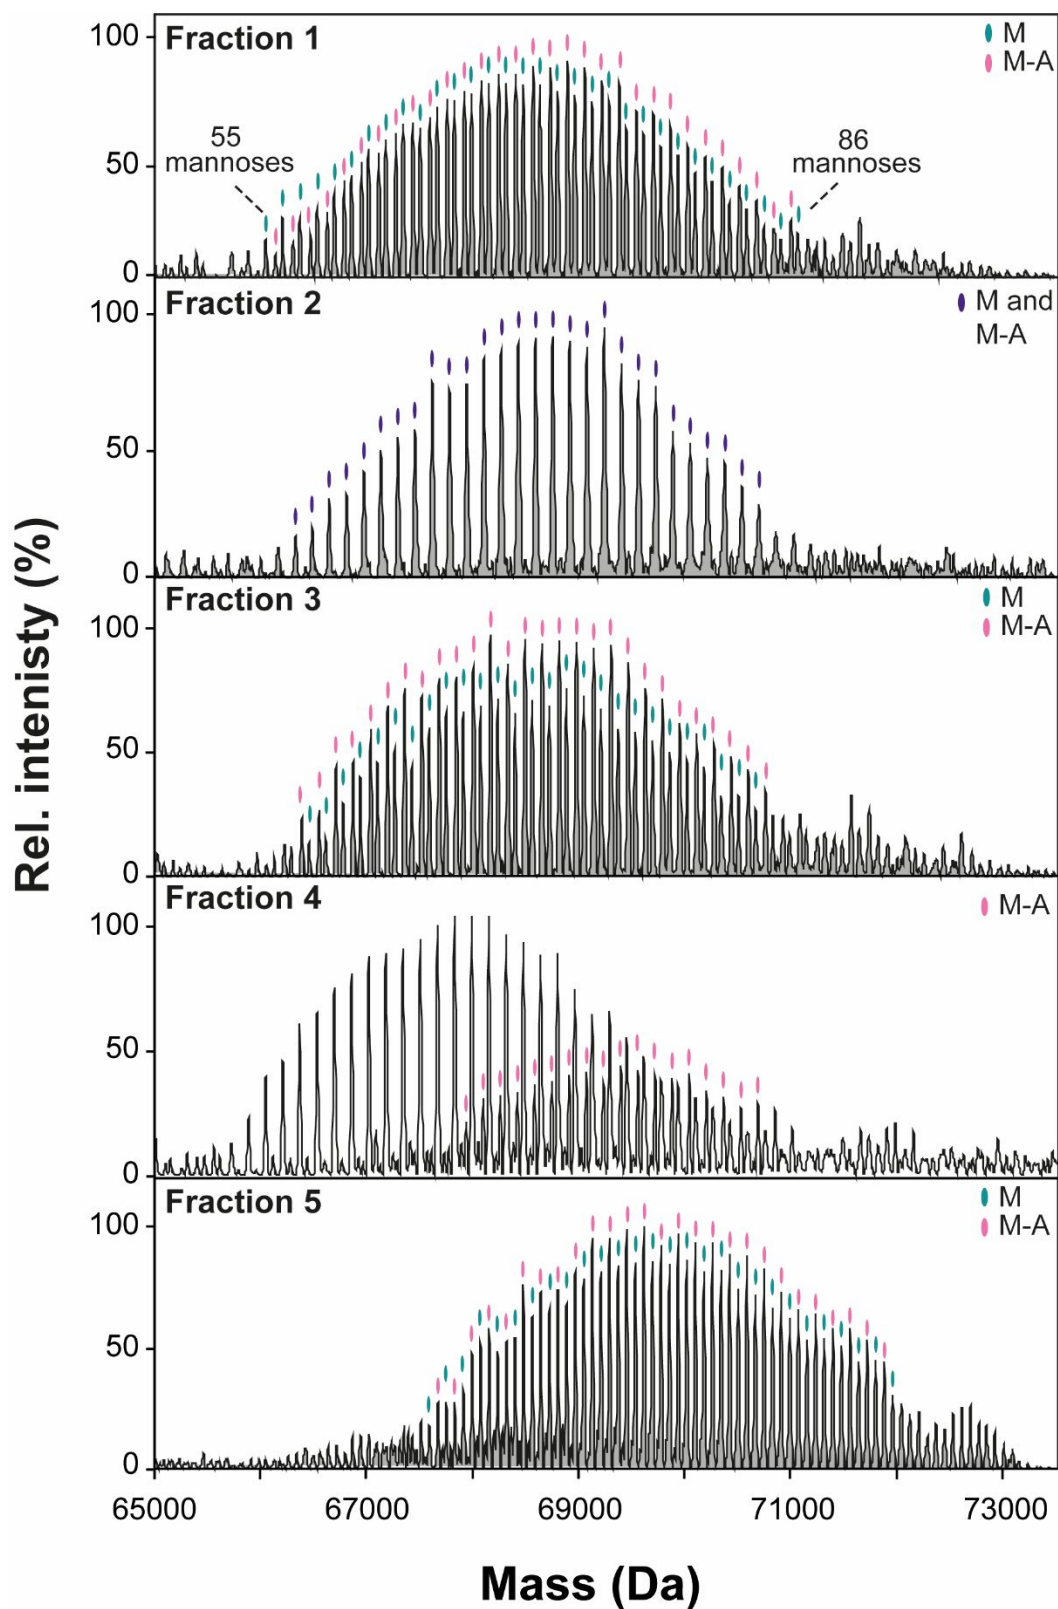 Fraction 1
M
M-A
100
50
0
55
mannoses
86
mannoses
Fraction 2
M and
M-A
100
50
0
Fraction 3
M
M-A
100
50
0
Fraction 4
M-A
100
50
0
Fraction 5
M
M-A
100
50
0
Rel. intenisty (%)
65000 67000 69000 71000 73000
Mass (Da)